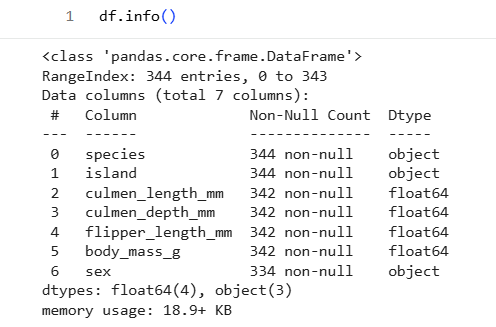 1 df.info()
<class 'pandas.core.frame.DataFrame'>
RangeIndex: 344 entries, 0 to 343
Data columns (total 7 columns):
 #   Column             Non-Null Count  Dtype
---  ------             --------------  -----
 0   species            344 non-null    object
 1   island             344 non-null    object
 2   culmen_length_mm   342 non-null    float64
 3   culmen_depth_mm    342 non-null    float64
 4   flipper_length_mm  342 non-null    float64
 5   body_mass_g        342 non-null    float64
 6   sex                334 non-null    object
dtypes: float64(4), object(3)
memory usage: 18.9+ KB